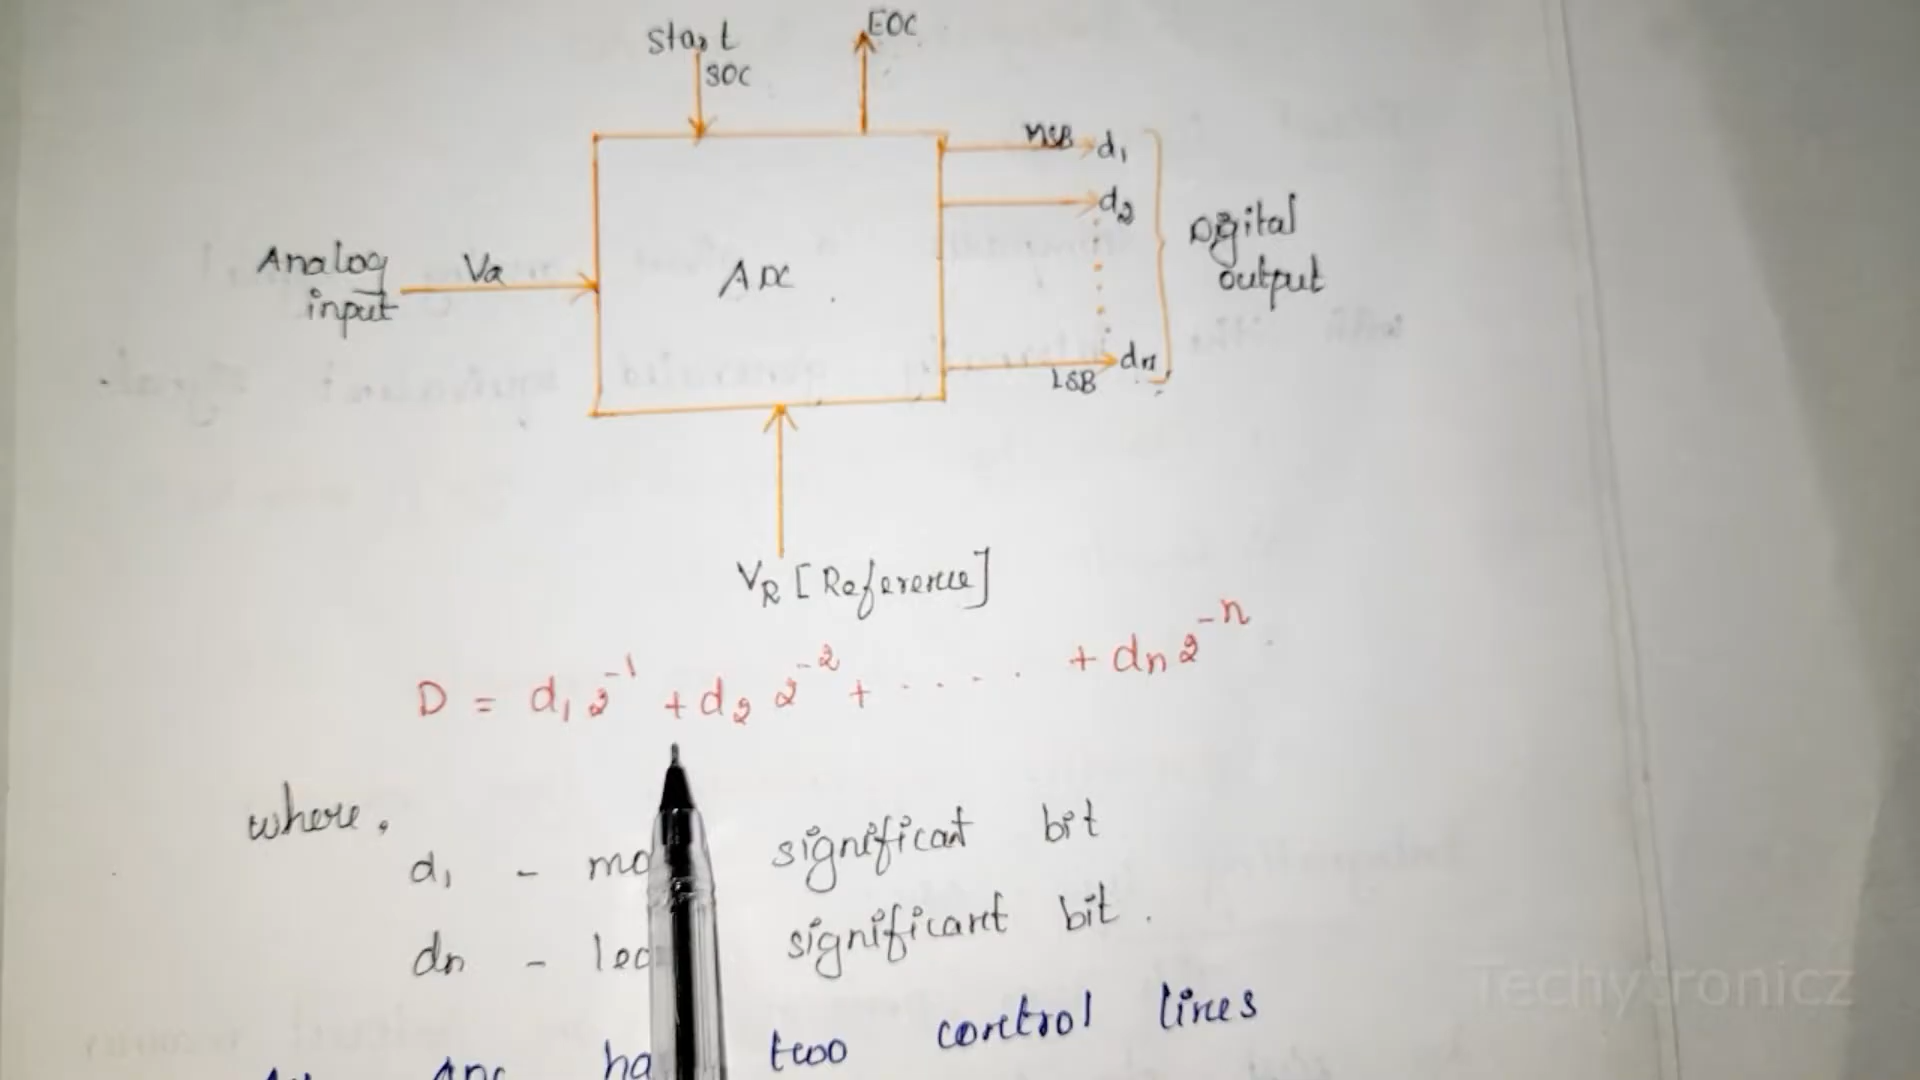 Start
EOC
SOC
MSB d1
d2
Digital
output
Analog
input
Va
ADC
dn
LSB
VR [Reference]
D = d1 2^-1 + d2 2^-2 + ..... + dn 2^-n
where,
d1 - significant bit
dn - significant bit.
two control lines
Techytronicz